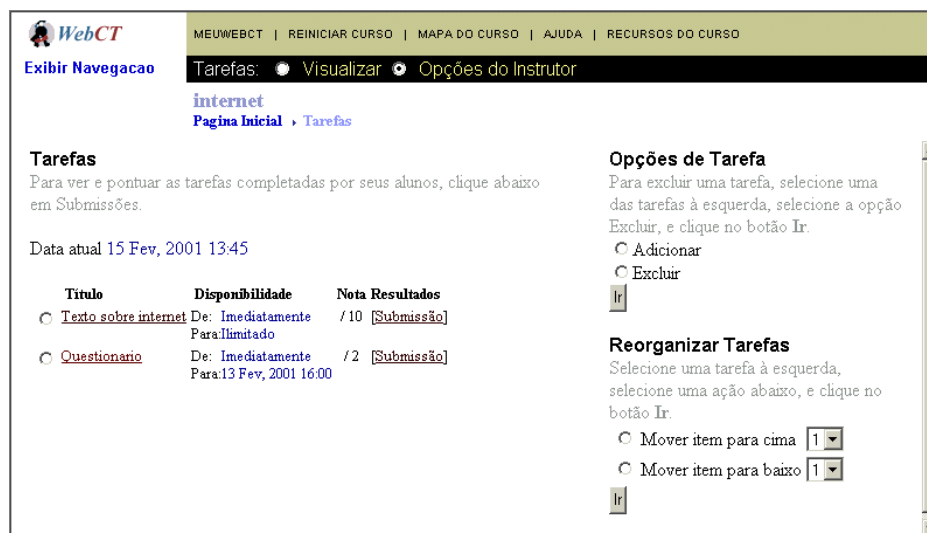 WebCT
MEUWEBCT | REINICIAR CURSO | MAPA DO CURSO | AJUDA | RECURSOS DO CURSO
Exibir Navegacao
Tarefas: Visualizar Opções do Instrutor
internet
Pagina Inicial › Tarefas
Tarefas
Para ver e pontuar as tarefas completadas por seus alunos, clique abaixo
em Submissões.
Data atual 15 Fev, 2001 13:45
Título Disponibilidade Nota Resultados
Texto sobre internet De: Imediatamente / 10 [Submissão]
Para:Ilimitado
Questionario De: Imediatamente / 2 [Submissão]
Para:13 Fev, 2001 16:00
Opções de Tarefa
Para excluir uma tarefa, selecione uma
das tarefas à esquerda, selecione a opção
Excluir, e clique no botão Ir.
Adicionar
Excluir
Ir
Reorganizar Tarefas
Selecione uma tarefa à esquerda,
selecione uma ação abaixo, e clique no
botão Ir.
Mover item para cima 1
Mover item para baixo 1
Ir